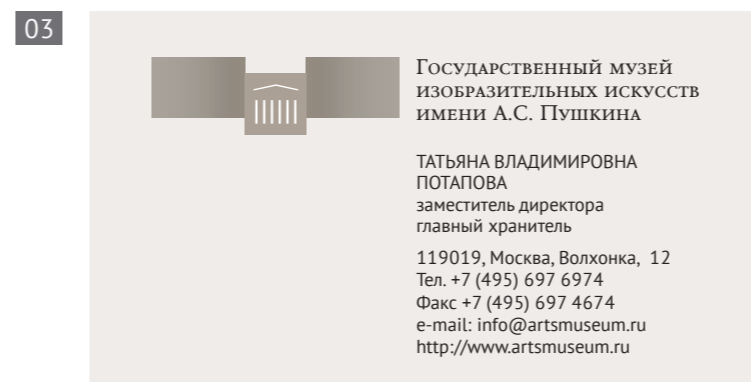 03
Государственный музей
изобразительных искусств
имени А.С. Пушкина
ТАТЬЯНА ВЛАДИМИРОВНА
ПОТАПОВА
заместитель директора
главный хранитель
119019, Москва, Волхонка, 12
Тел. +7 (495) 697 6974
Факс +7 (495) 697 4674
e-mail: info@artsmuseum.ru
http://www.artsmuseum.ru